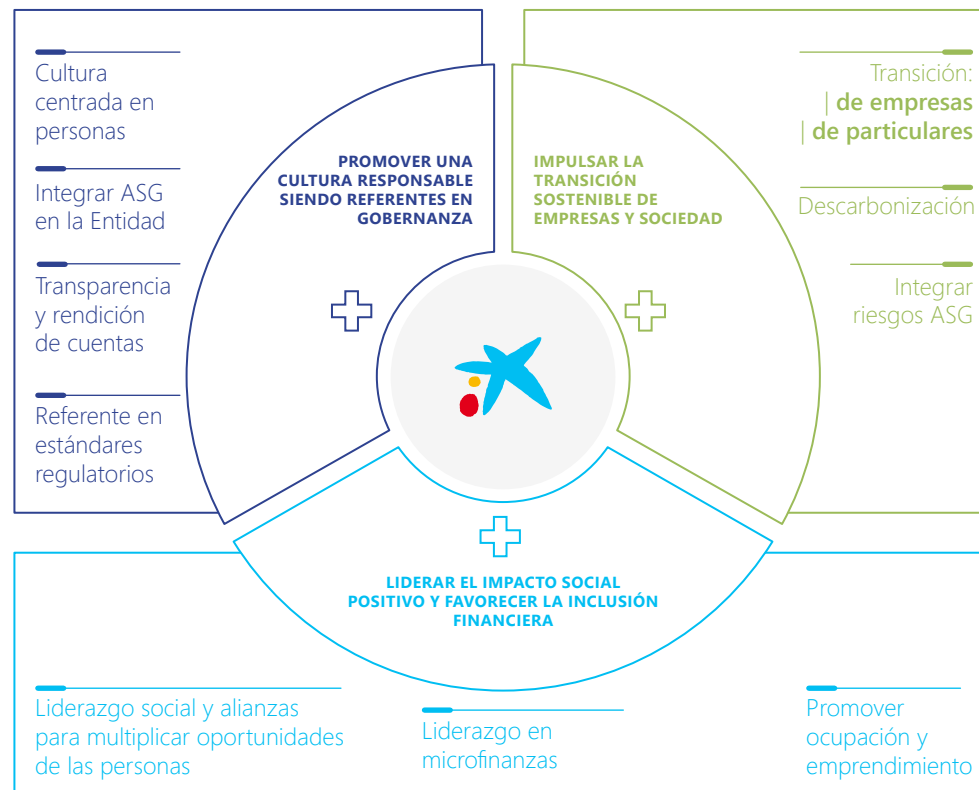 Cultura
centrada en
personas
Integrar ASG
en la Entidad
Transparencia
y rendición
de cuentas
Referente en
estándares
regulatorios
PROMOVER UNA
CULTURA RESPONSABLE
SIENDO REFERENTES EN
GOBERNANZA
IMPULSAR LA
TRANSICIÓN
SOSTENIBLE DE
EMPRESAS Y SOCIEDAD
Transición:
| de empresas
| de particulares
Descarbonización
Integrar
riesgos ASG
LIDERAR EL IMPACTO SOCIAL
POSITIVO Y FAVORECER LA INCLUSIÓN
FINANCIERA
Liderazgo social y alianzas
para multiplicar oportunidades
de las personas
Liderazgo en
microfinanzas
Promover
ocupación y
emprendimiento